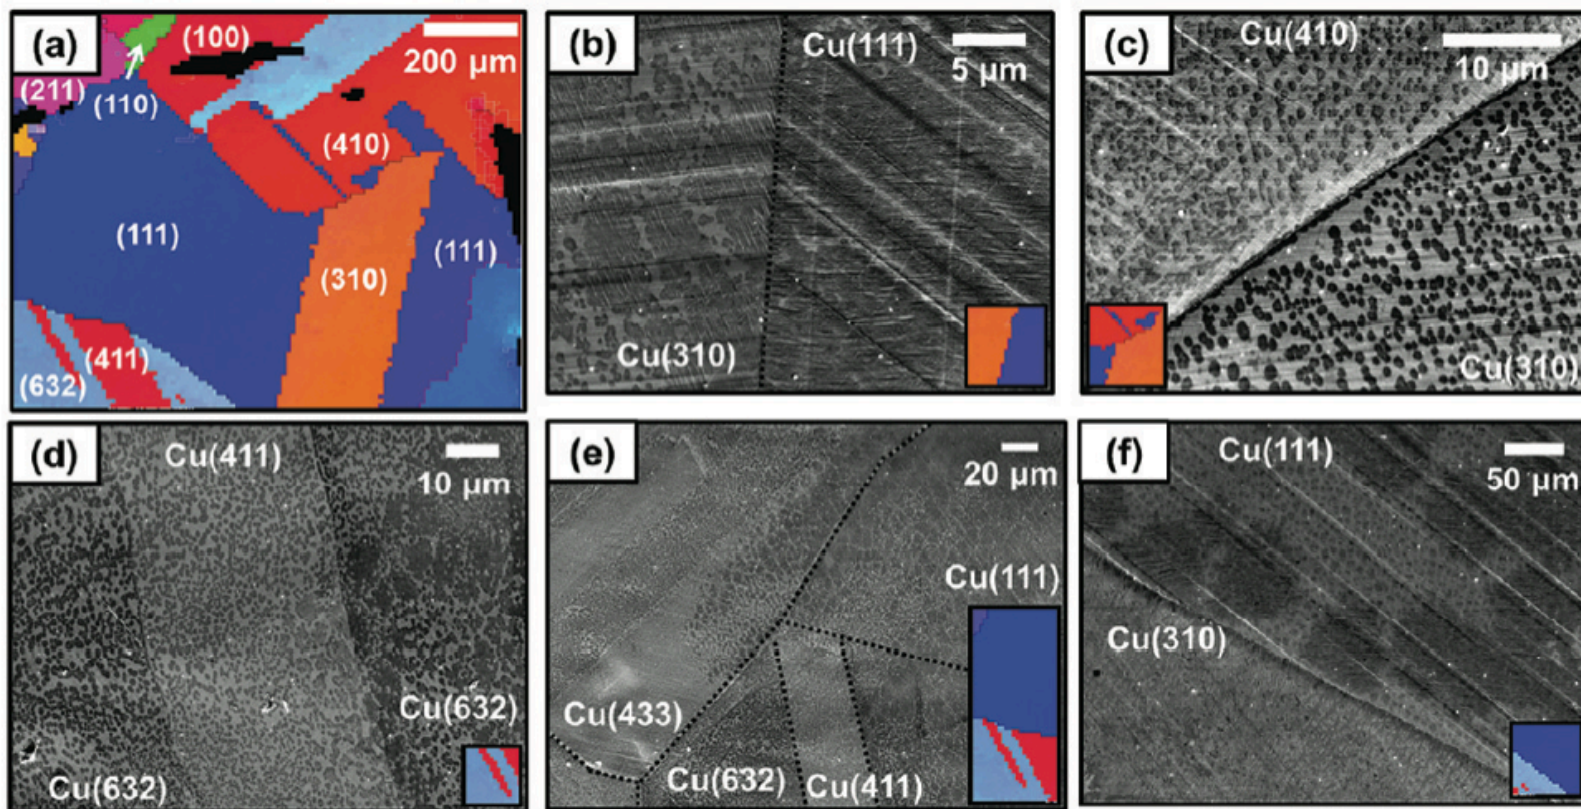 (a)
(100)
200 µm
(211)
(110)
(410)
(111)
(111)
(310)
(411)
(632)
(b)
Cu(111)
5 µm
Cu(310)
(c)
Cu(410)
10 µm
Cu(310)
(d)
Cu(411)
10 µm
Cu(632)
Cu(632)
(e)
20 µm
Cu(111)
Cu(433)
Cu(632)
Cu(411)
(f)
Cu(111)
50 µm
Cu(310)